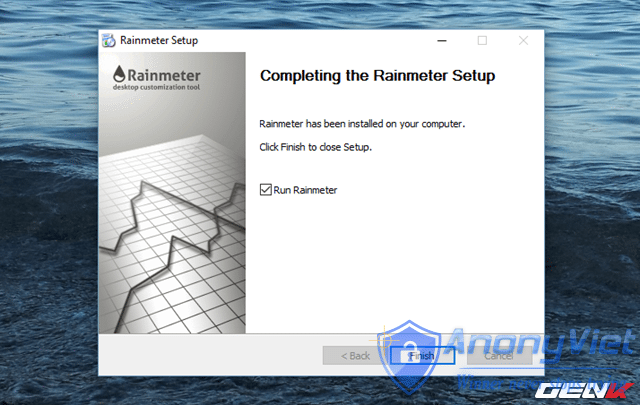 Rainmeter Setup
Rainmeter
desktop customization tool
Completing the Rainmeter Setup
Rainmeter has been installed on your computer.
Click Finish to close Setup.
Run Rainmeter
< Back
Finish
Cancel
AnonyViet
GENK